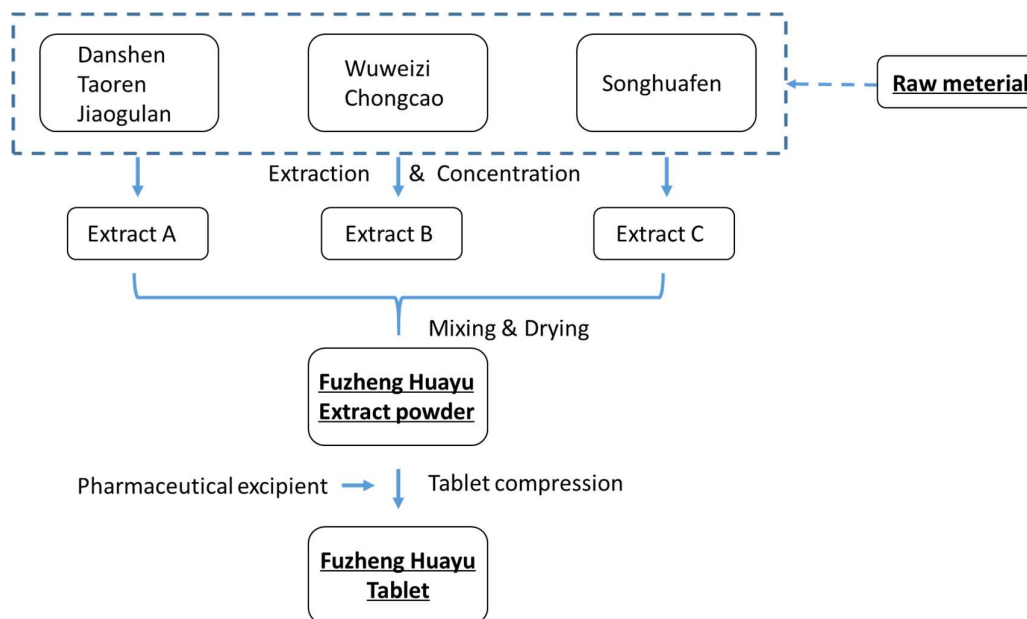 Danshen
Taoren
Jiaogulan
Wuweizi
Chongcao
Songhuafen
Raw meterial
Extraction & Concentration
Extract A
Extract B
Extract C
Mixing & Drying
Fuzheng Huayu
Extract powder
Pharmaceutical excipient
Tablet compression
Fuzheng Huayu
Tablet